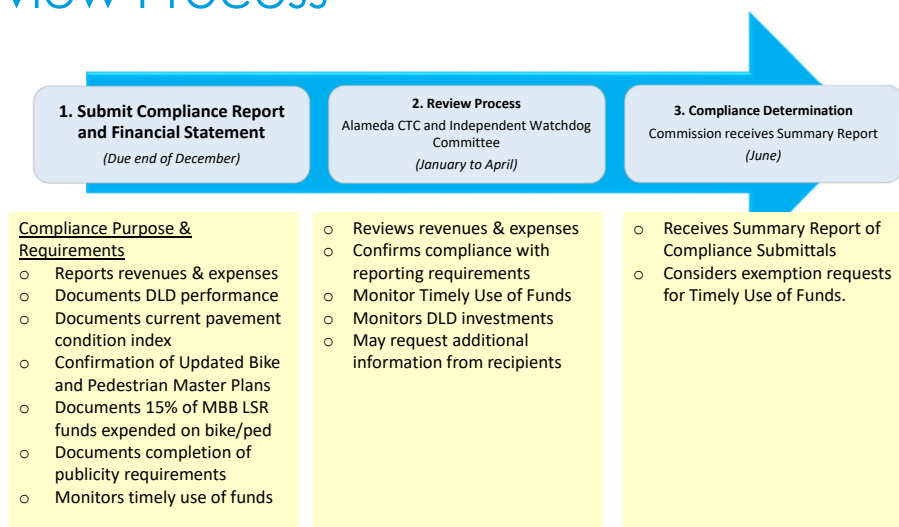 1. Submit Compliance Report
and Financial Statement
(Due end of December)
2. Review Process
Alameda CTC and Independent Watchdog
Committee
(January to April)
3. Compliance Determination
Commission receives Summary Report
(June)
Compliance Purpose &
Requirements
o Reports revenues & expenses
o Documents DLD performance
o Documents current pavement
condition index
o Confirmation of Updated Bike
and Pedestrian Master Plans
o Documents 15% of MBB LSR
funds expended on bike/ped
o Documents completion of
publicity requirements
o Monitors timely use of funds
o Reviews revenues & expenses
o Confirms compliance with
reporting requirements
o Monitor Timely Use of Funds
o Monitors DLD investments
o May request additional
information from recipients
o Receives Summary Report of
Compliance Submittals
o Considers exemption requests
for Timely Use of Funds.